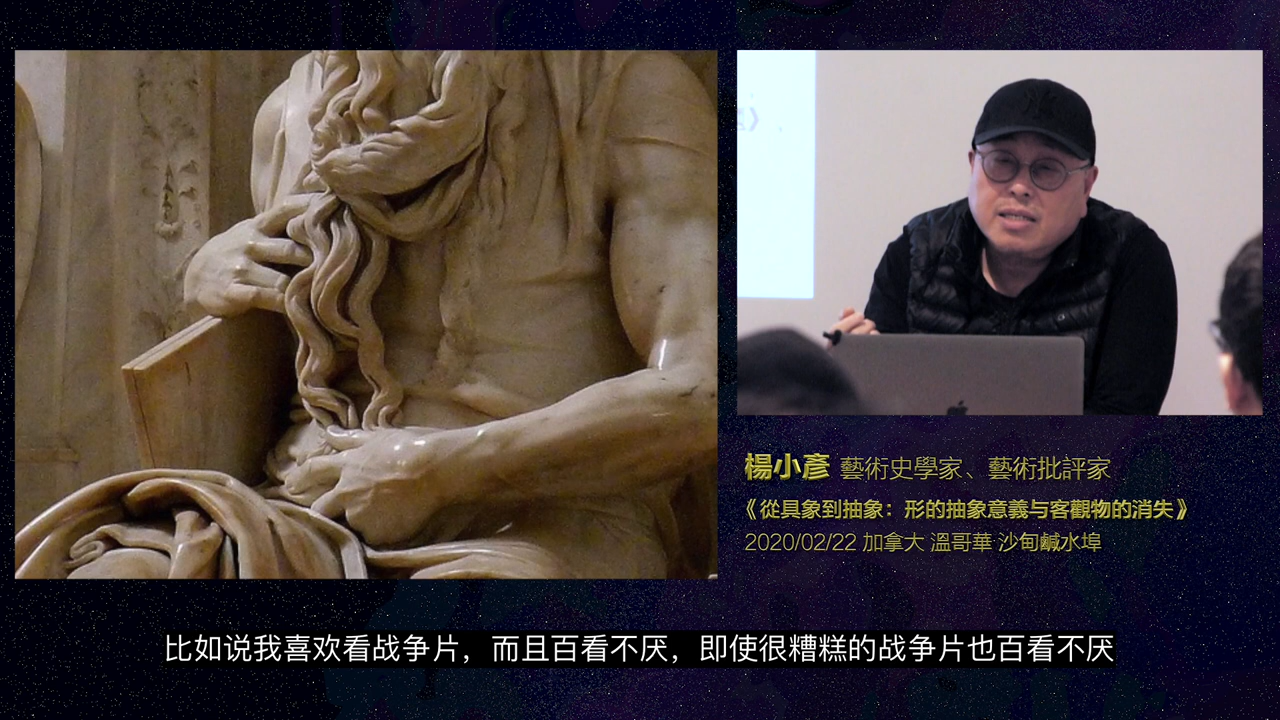 楊小彥 藝術史學家、藝術批評家
《從具象到抽象：形的抽象意義与客觀物的消失》
2020/02/22 加拿大 溫哥華 沙甸鹹水埠
比如说我喜欢看战争片，而且百看不厌，即使很糟糕的战争片也百看不厌